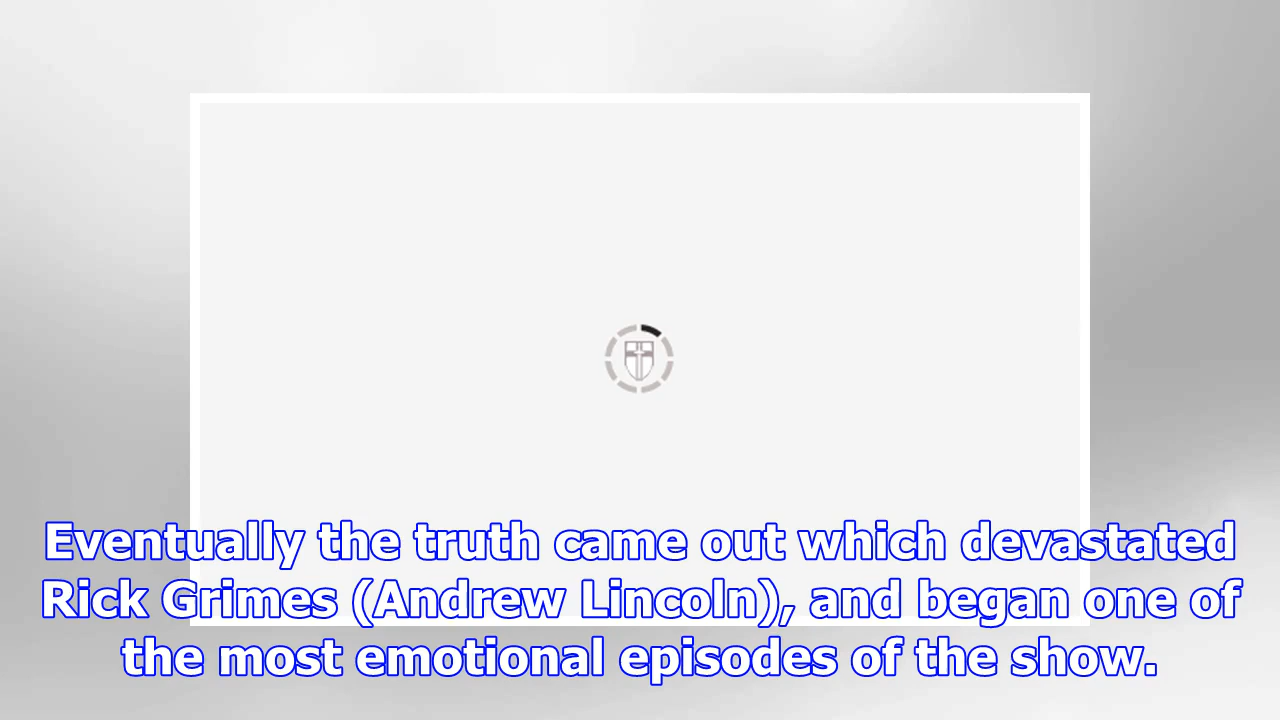 Eventually the truth came out which devastated
Rick Grimes (Andrew Lincoln), and began one of
the most emotional episodes of the show.